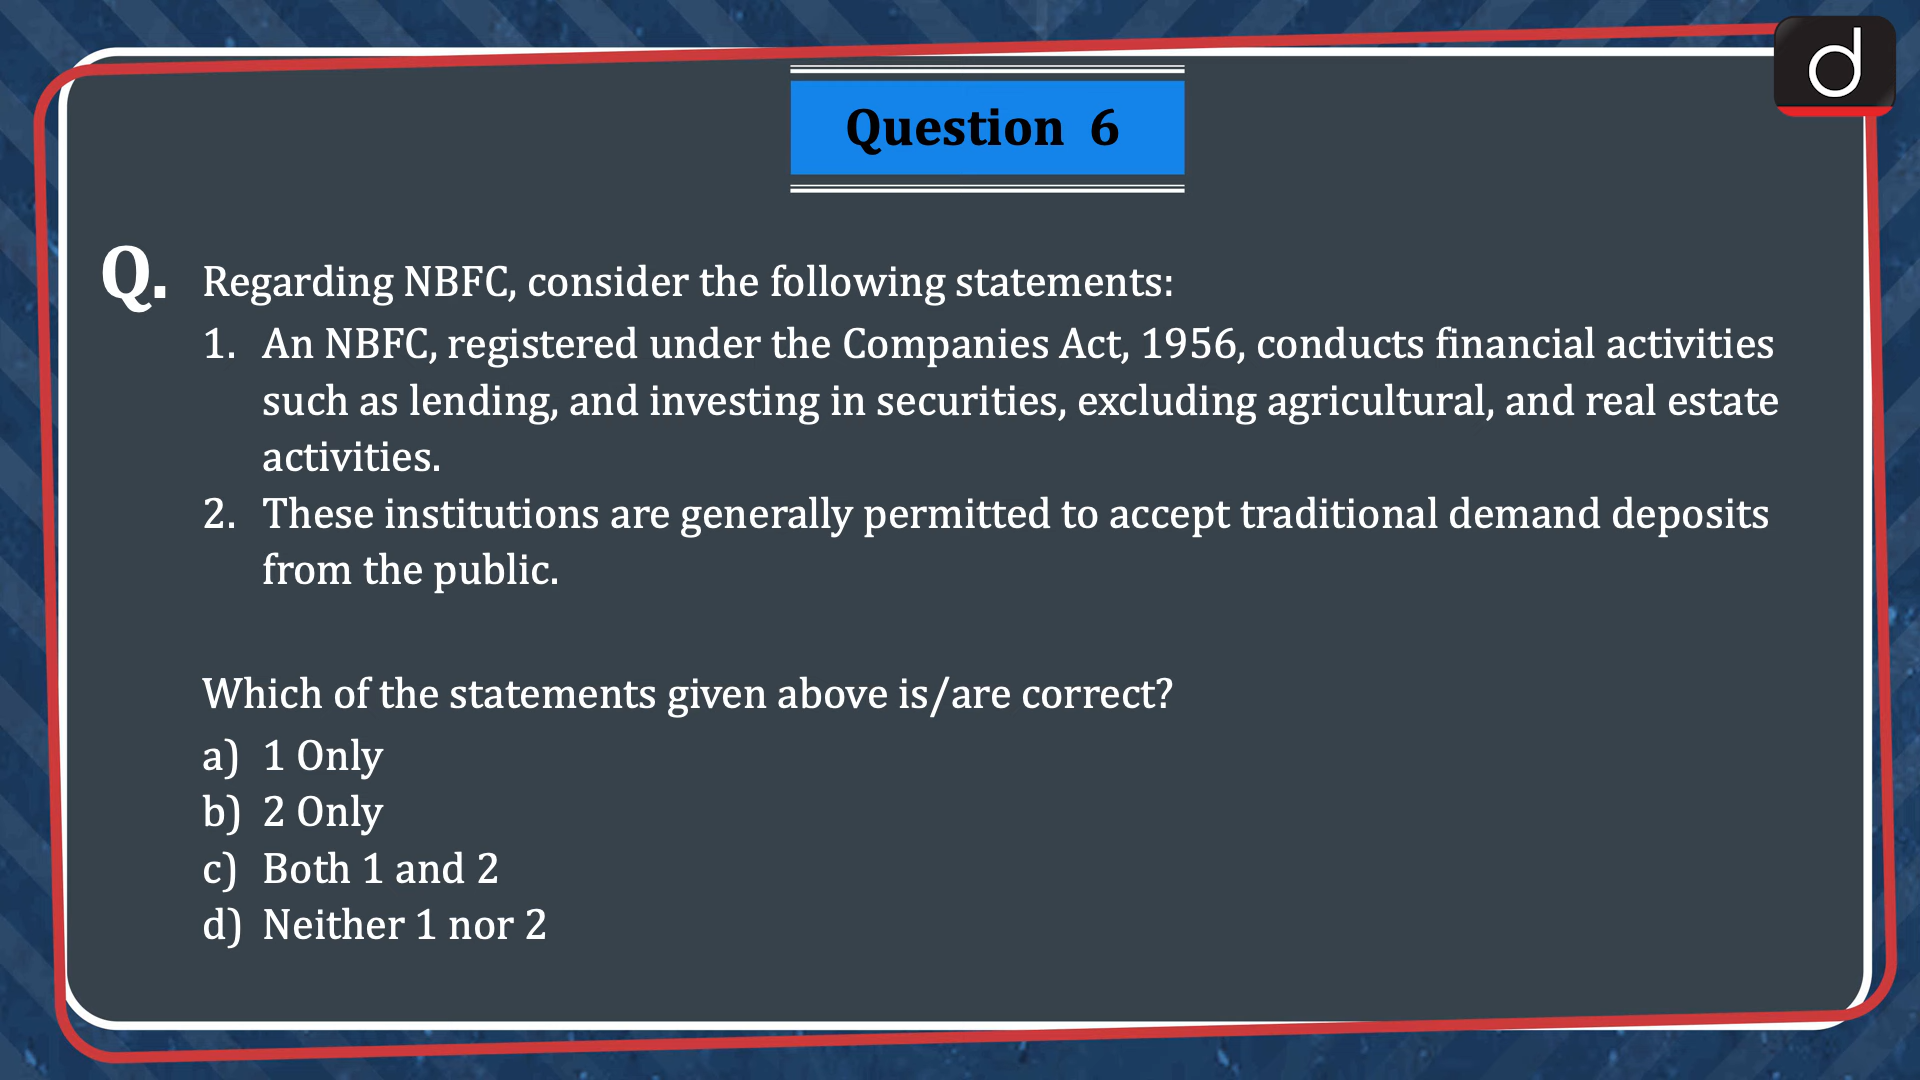 d
Question 6
Q. Regarding NBFC, consider the following statements:
1. An NBFC, registered under the Companies Act, 1956, conducts financial activities
such as lending, and investing in securities, excluding agricultural, and real estate
activities.
2. These institutions are generally permitted to accept traditional demand deposits
from the public.
Which of the statements given above is/are correct?
a) 1 Only
b) 2 Only
c) Both 1 and 2
d) Neither 1 nor 2